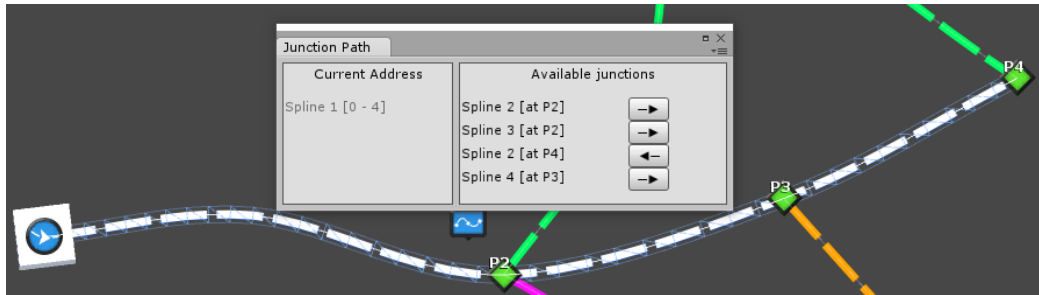 Junction Path
Current Address
Spline 1 [0 - 4]
Available junctions
Spline 2 [at P2]
Spline 3 [at P2]
Spline 2 [at P4]
Spline 4 [at P3]
P4
P3
P2